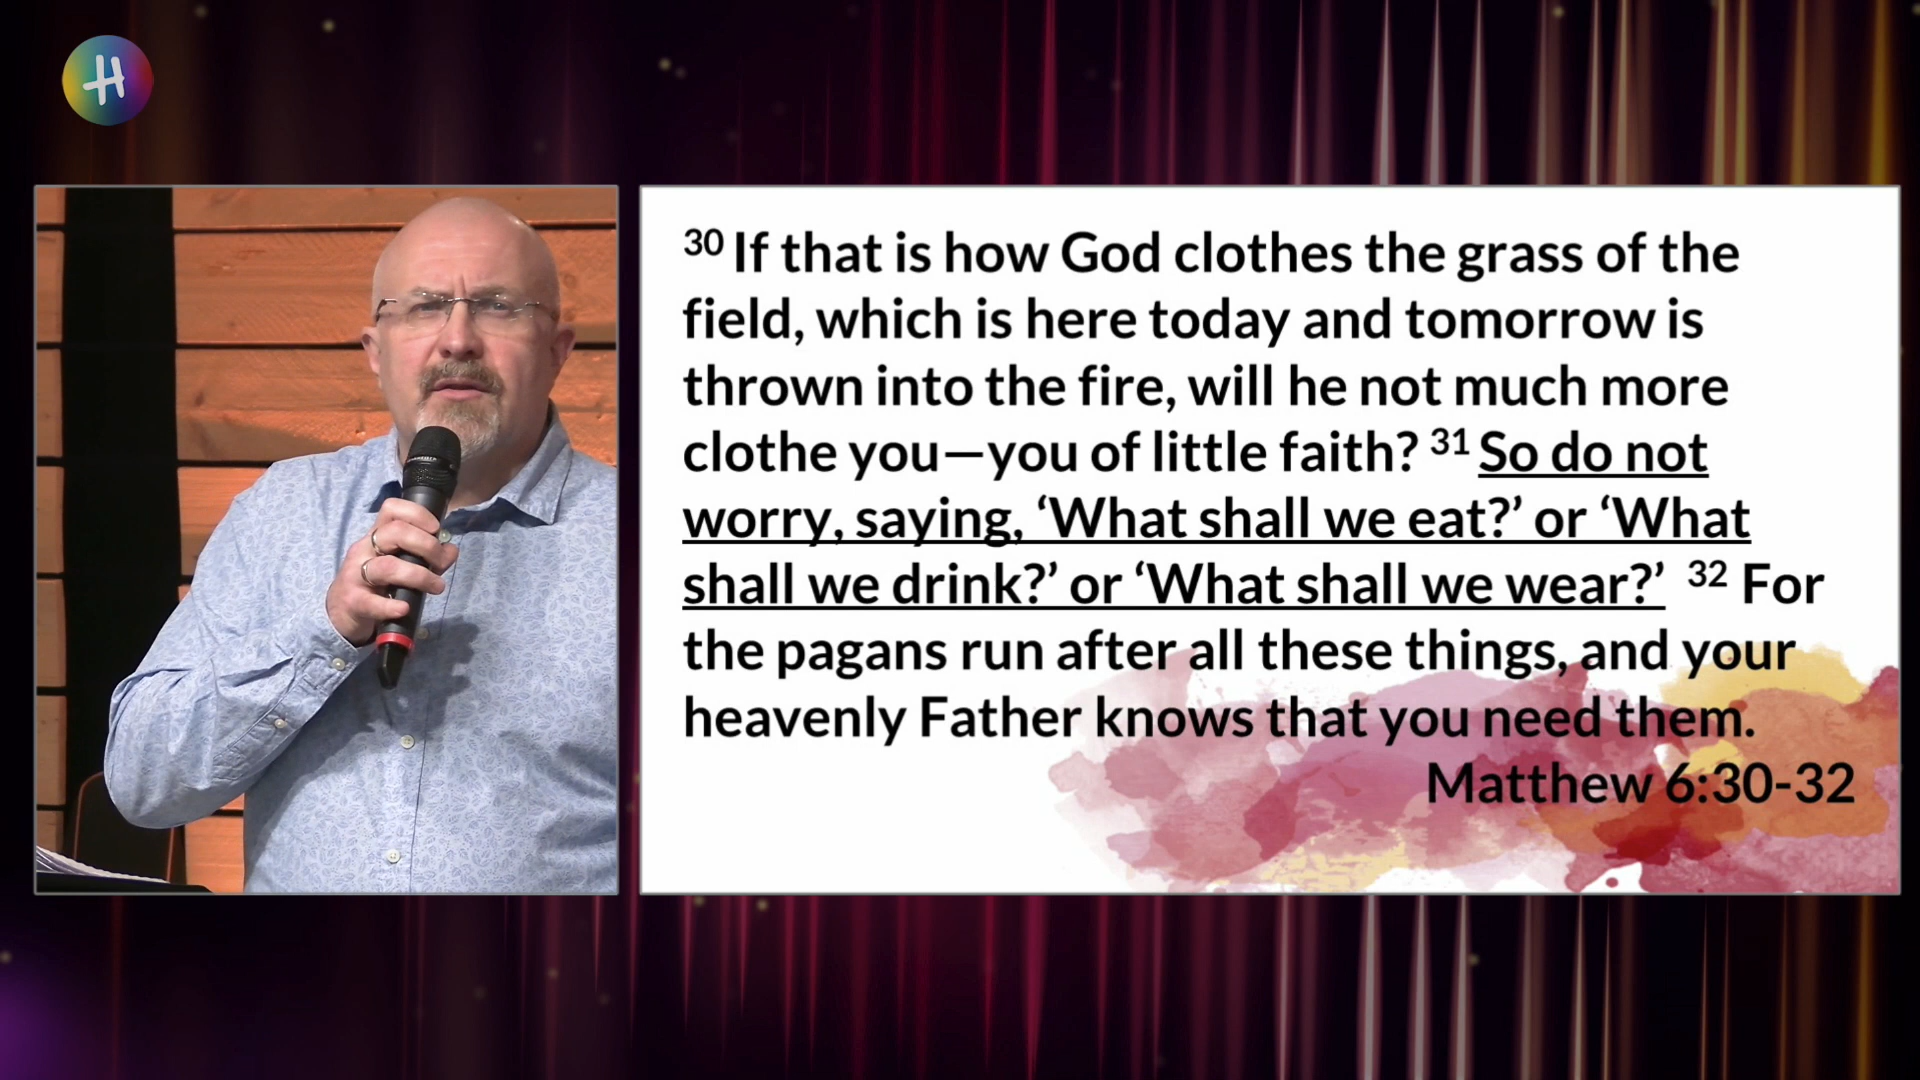 H
30 If that is how God clothes the grass of the
field, which is here today and tomorrow is
thrown into the fire, will he not much more
clothe you—you of little faith? 31 So do not
worry, saying, ‘What shall we eat?’ or ‘What
shall we drink?’ or ‘What shall we wear?’ 32 For
the pagans run after all these things, and your
heavenly Father knows that you need them.
Matthew 6:30-32